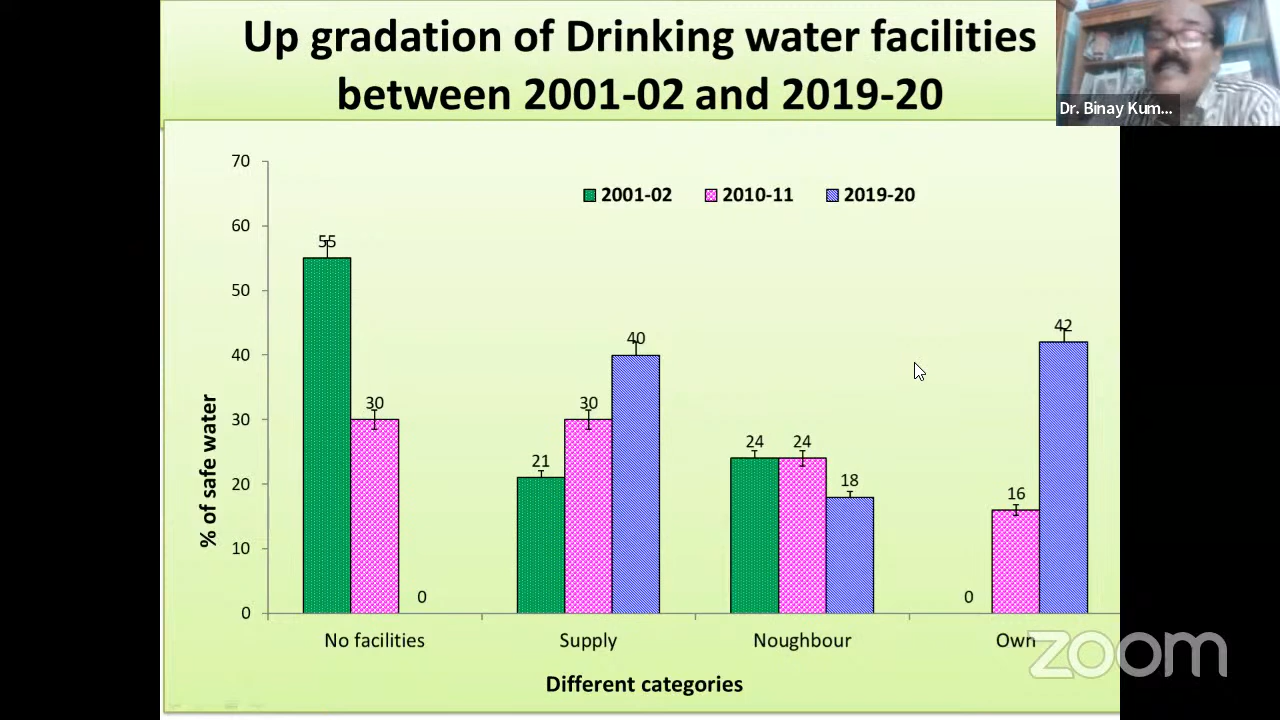 Up gradation of Drinking water facilities
between 2001-02 and 2019-20
Dr. Binay Kum...
70
60
50
40
30
20
10
0
% of safe water
2001-02
2010-11
2019-20
55
30
0
21
30
40
24
24
18
0
16
42
No facilities
Supply
Noughbour
Own
Different categories
zoom